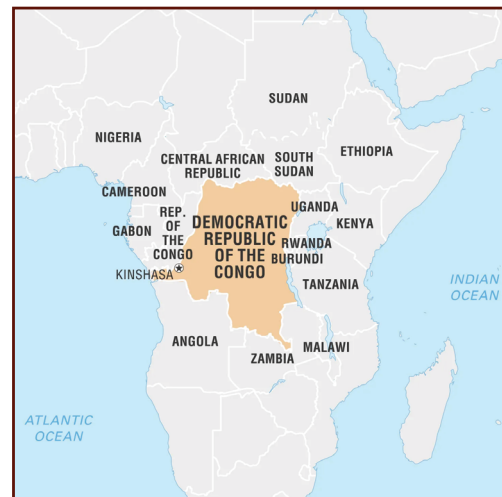 SUDAN
NIGERIA
ETHIOPIA
CENTRAL AFRICAN
REPUBLIC
SOUTH
SUDAN
CAMEROON
UGANDA
REP.
OF
THE
CONGO
GABON
DEMOCRATIC
REPUBLIC
OF THE
CONGO
KENYA
RWANDA
BURUNDI
KINSHASA
TANZANIA
INDIAN
OCEAN
ANGOLA
MALAWI
ZAMBIA
ATLANTIC
OCEAN